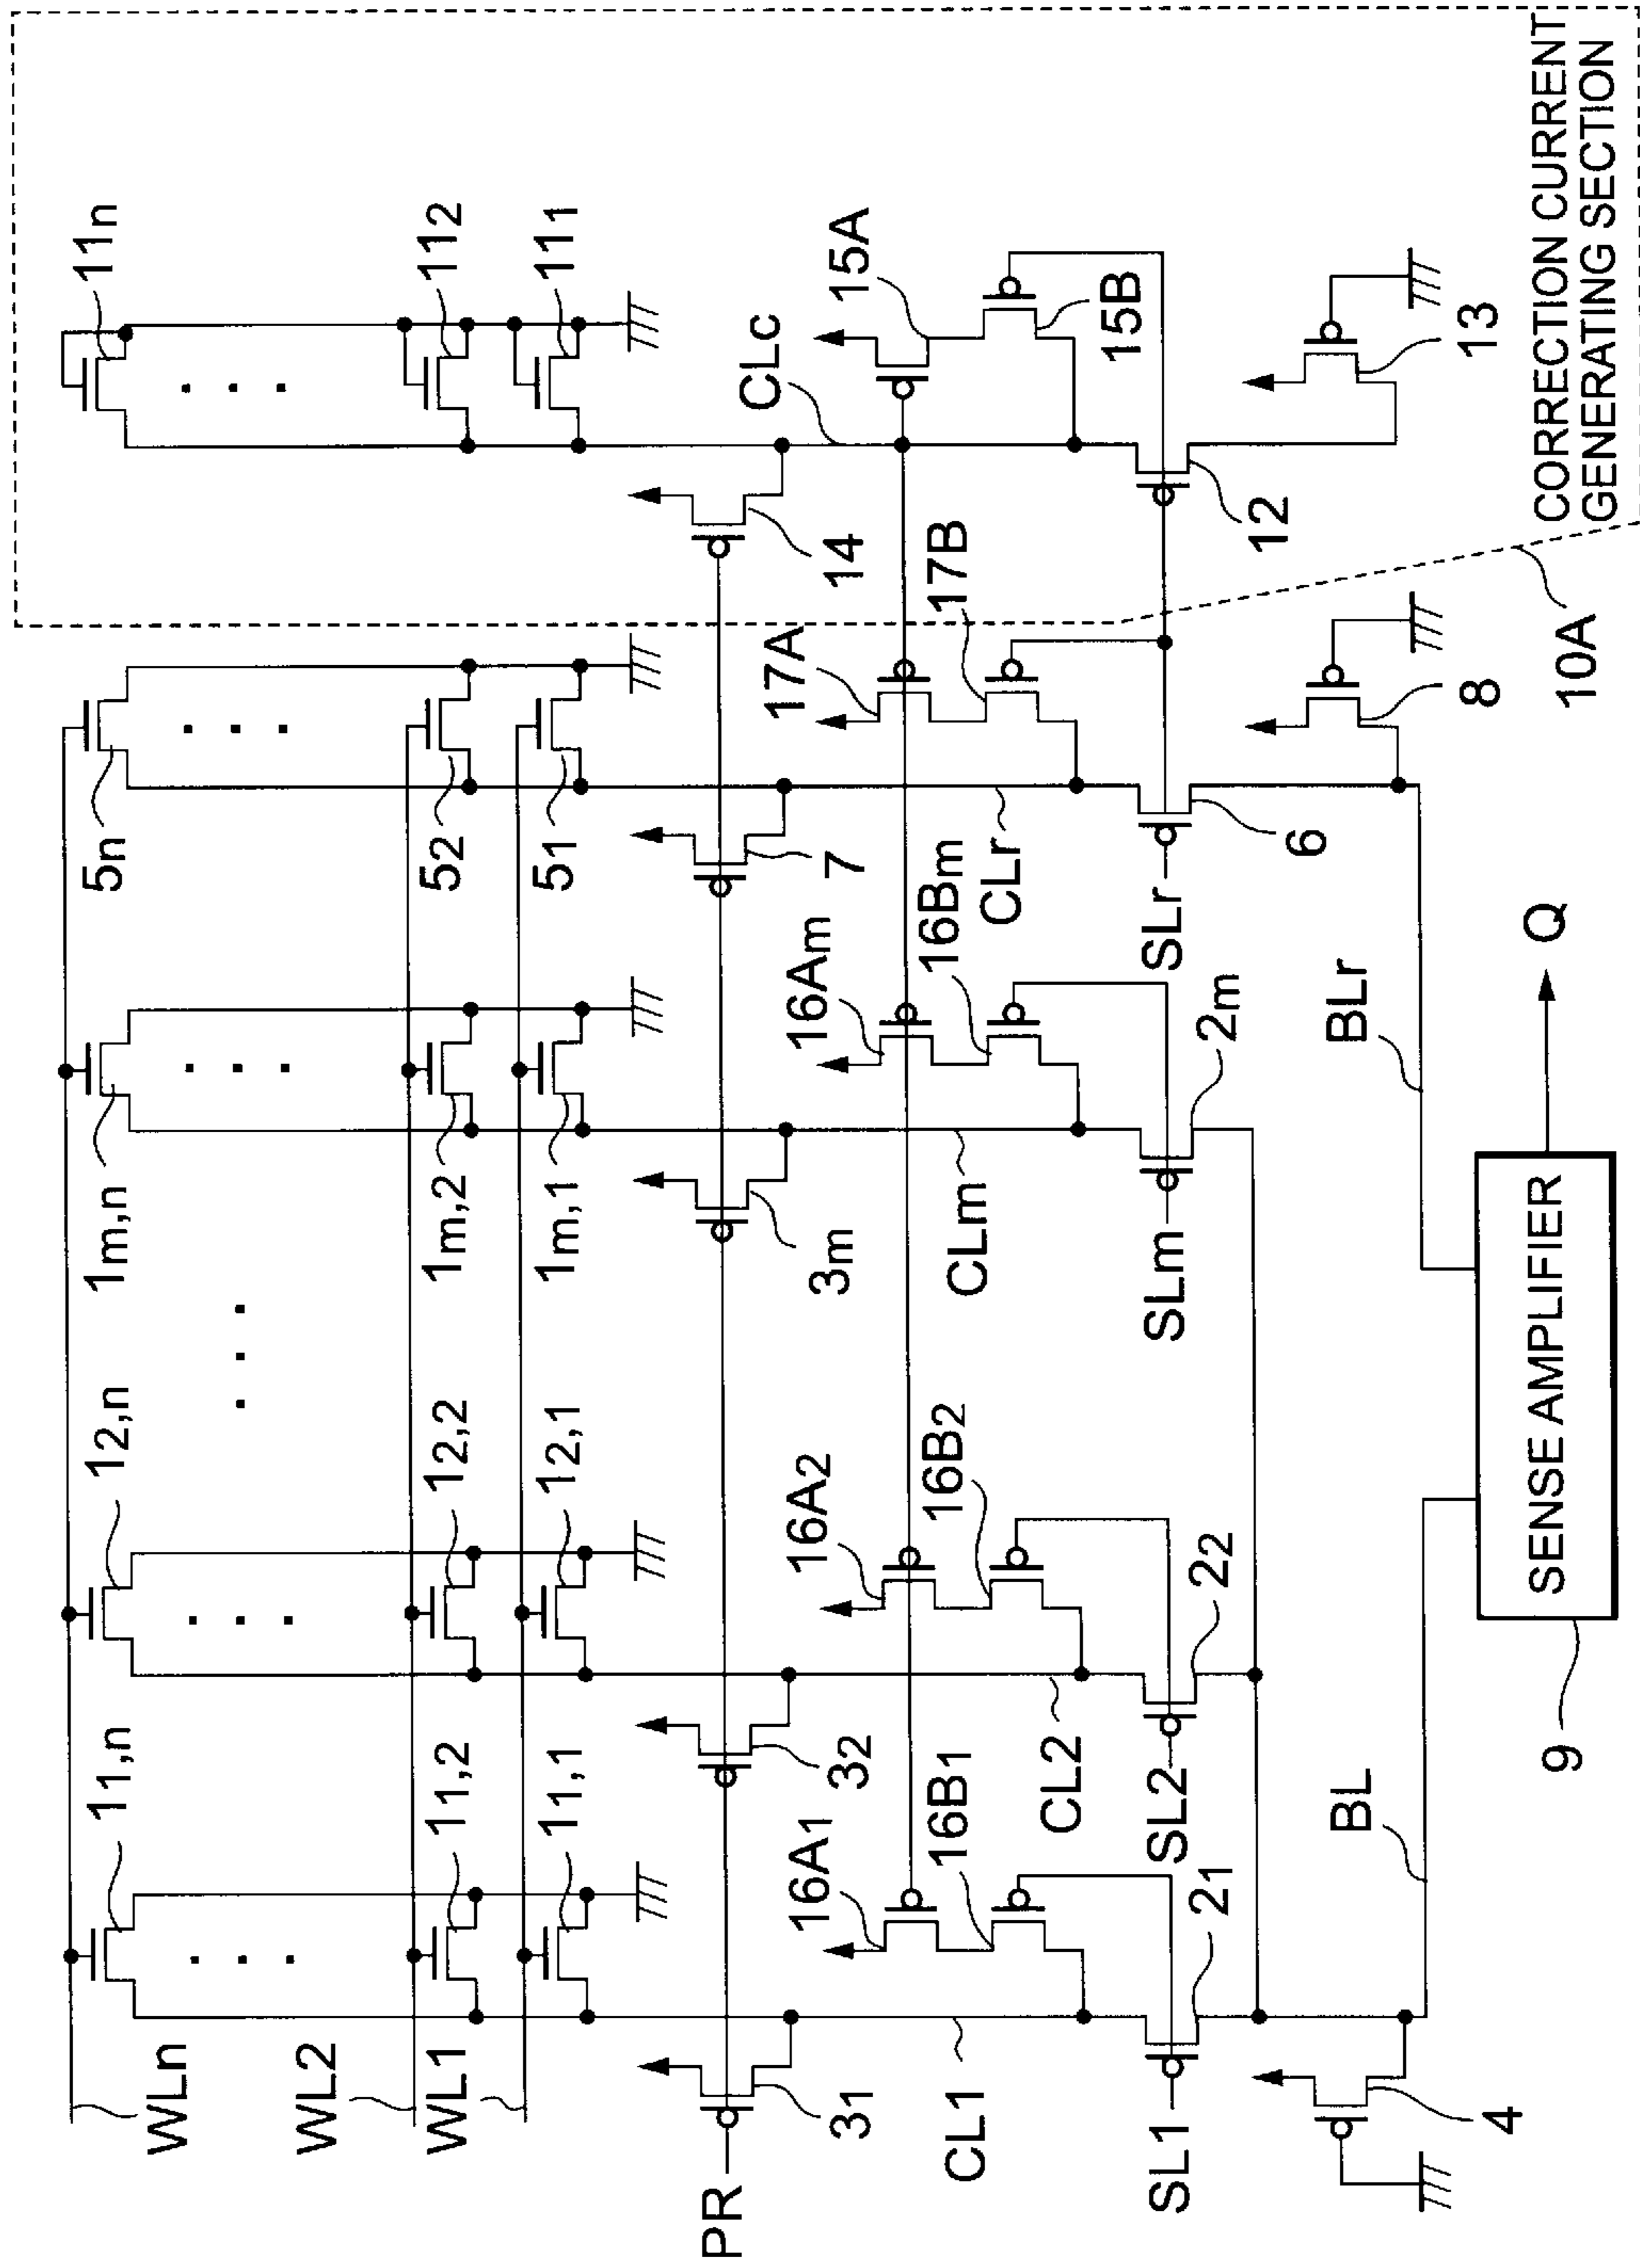 WLn
1₁,n
1₂,n
1m,n
5n
11n
WL2
1₁,2
1₂,2
1m,2
5₂
11₂
WL1
1₁,1
1₂,1
1m,1
5₁
11₁
PR
3₁
3₂
3m
7
14
CLc
16A₁
16A₂
16Am
17A
15A
16B₁
16B₂
16Bm
17B
15B
CL1
CL2
CLm
CLr
SL1
SL2
SLm
SLr
2₁
2₂
2m
6
12
4
8
13
BL
BLr
10A
CORRECTION CURRENT
GENERATING SECTION
SENSE AMPLIFIER
9
Q